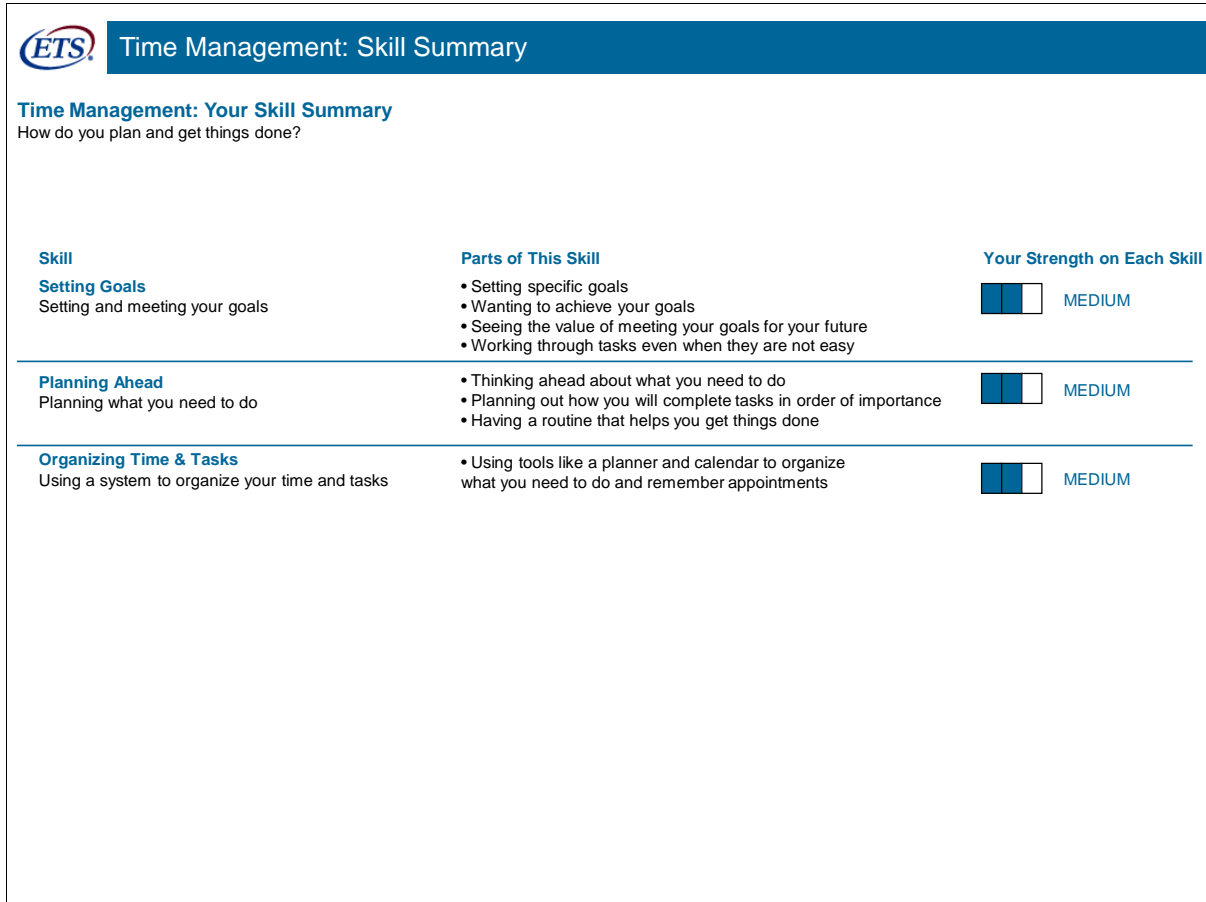 ETS
Time Management: Skill Summary
Time Management: Your Skill Summary
How do you plan and get things done?
Skill
Parts of This Skill
Your Strength on Each Skill
Setting Goals
Setting and meeting your goals
• Setting specific goals
• Wanting to achieve your goals
• Seeing the value of meeting your goals for your future
• Working through tasks even when they are not easy
MEDIUM
Planning Ahead
Planning what you need to do
• Thinking ahead about what you need to do
• Planning out how you will complete tasks in order of importance
• Having a routine that helps you get things done
MEDIUM
Organizing Time & Tasks
Using a system to organize your time and tasks
• Using tools like a planner and calendar to organize
what you need to do and remember appointments
MEDIUM